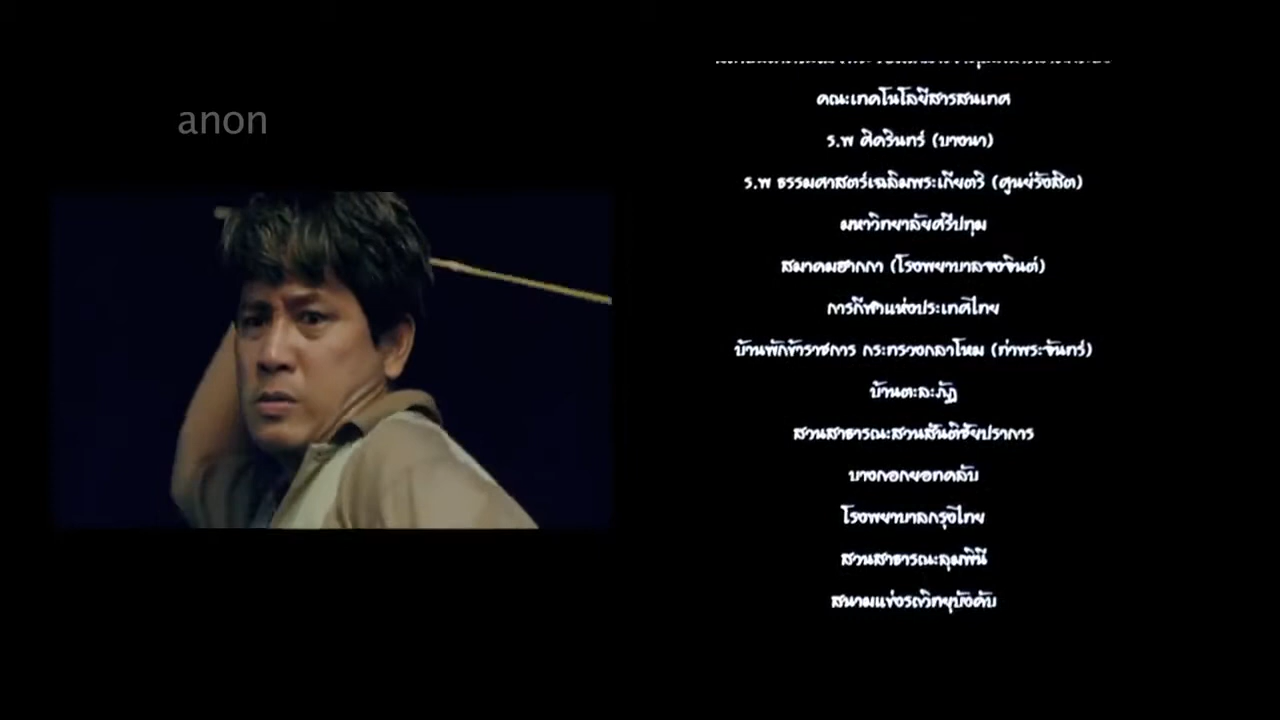 anon
คณะเทคโนโลยีสารสนเทศ
ร.พ ศิครินทร์ (บางนา)
ร.พ ธรรมศาสตร์เฉลิมพระเกียตริ (ศูนย์รังสิต)
มหาวิทยาลัยศรีปทุม
สมาคมฮากกา (โรงพยาบาลจงจินต์)
การกีฬาแห่งประเทศไทย
บ้านพักข้าราชการ กระทรวงกลาโหม (ท่าพระจันทร์)
บ้านตะละภัฏ
สวนสาธารณะสวนสันติชัยปราการ
บางกอกยอทคลับ
โรงพยาบาลกรุงไทย
สวนสาธารณะลุมพินี
สนามแข่งรถวิทยุบังคับ